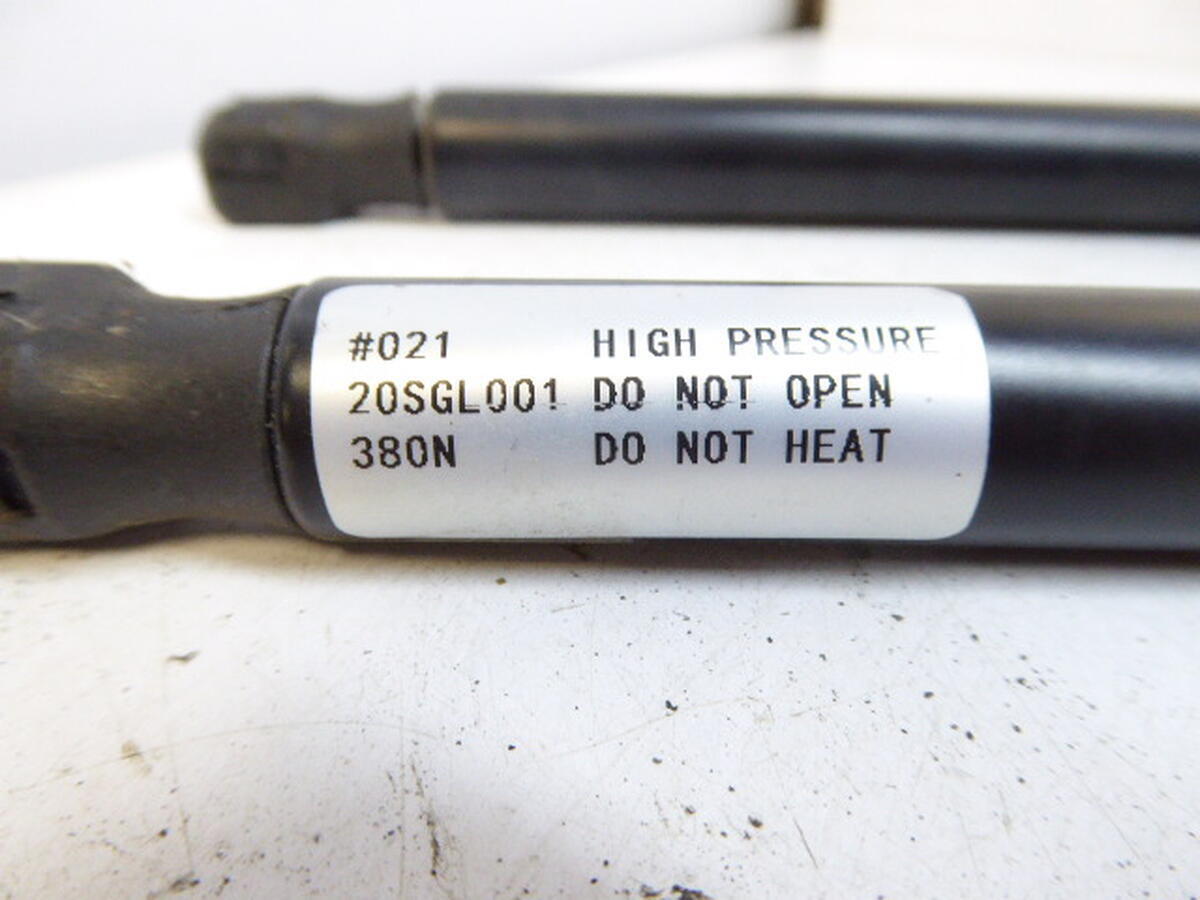 #021 HIGH PRESSURE
20SGL001 DO NOT OPEN
380N DO NOT HEAT